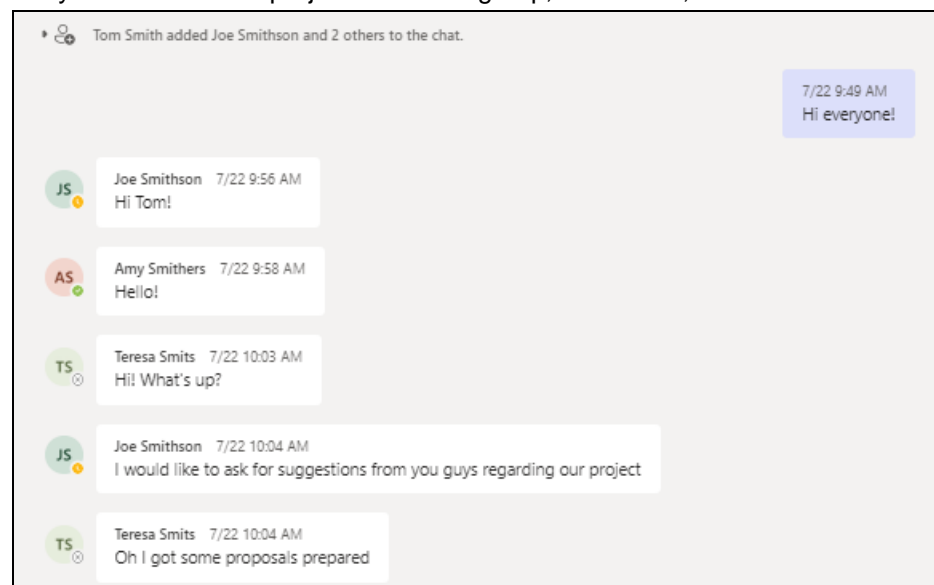 Tom Smith added Joe Smithson and 2 others to the chat.
7/22 9:49 AM
Hi everyone!
JS
Joe Smithson 7/22 9:56 AM
Hi Tom!
AS
Amy Smithers 7/22 9:58 AM
Hello!
TS
Teresa Smits 7/22 10:03 AM
Hi! What's up?
JS
Joe Smithson 7/22 10:04 AM
I would like to ask for suggestions from you guys regarding our project
TS
Teresa Smits 7/22 10:04 AM
Oh I got some proposals prepared